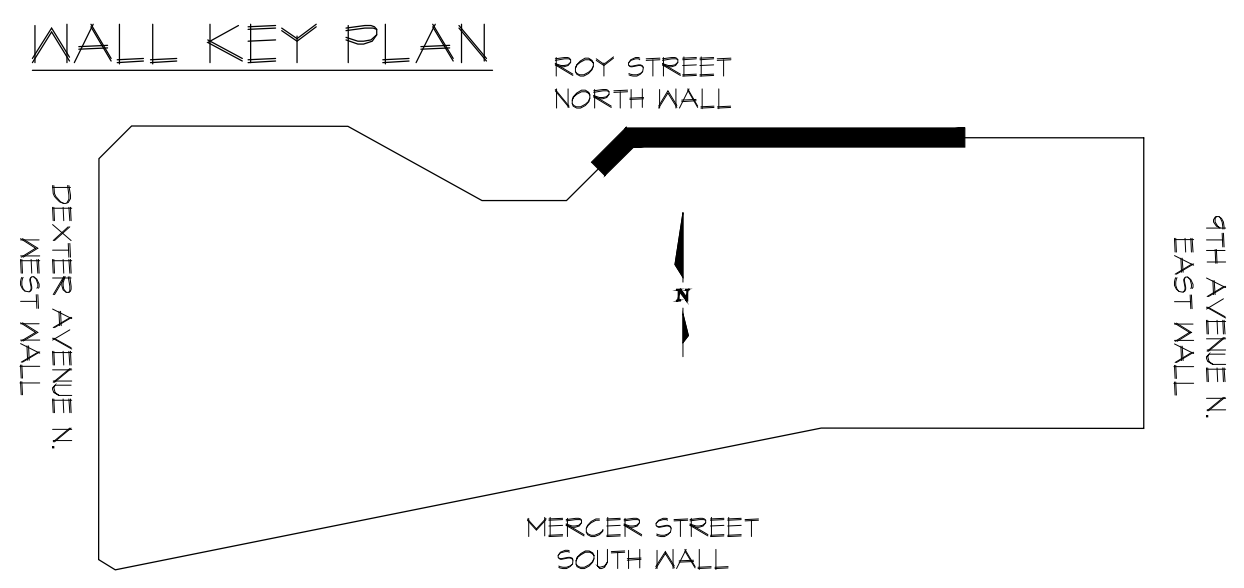 WALL KEY PLAN
ROY STREET
NORTH WALL
DEXTER AVENUE N.
WEST WALL
9TH AVENUE N.
EAST WALL
N
MERCER STREET
SOUTH WALL